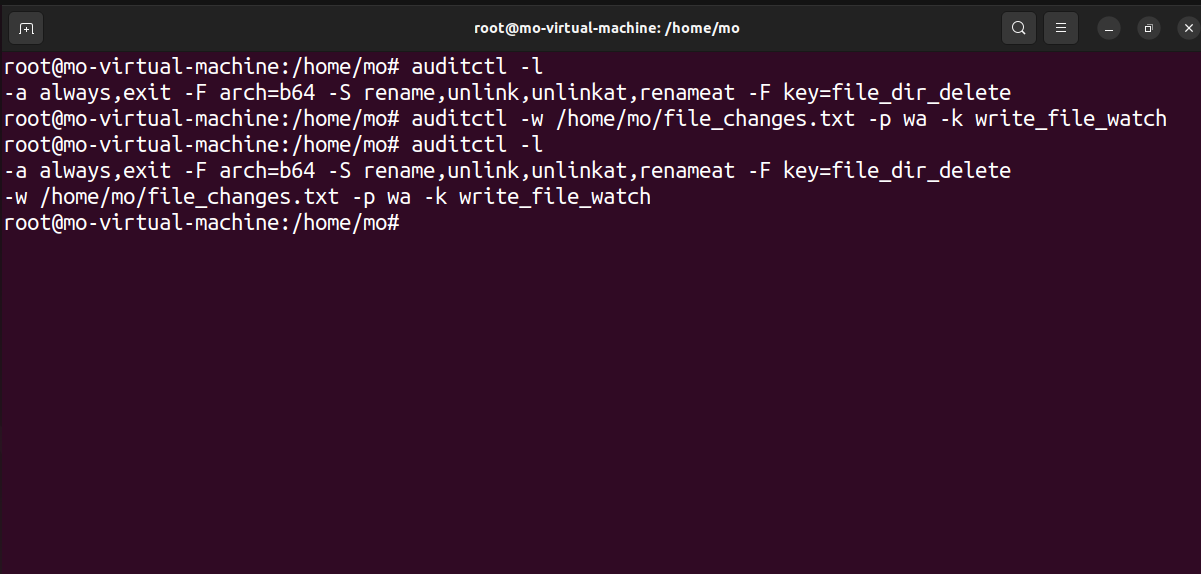 root@mo-virtual-machine: /home/mo
root@mo-virtual-machine:/home/mo# auditctl -l
-a always,exit -F arch=b64 -S rename,unlink,unlinkat,renameat -F key=file_dir_delete
root@mo-virtual-machine:/home/mo# auditctl -w /home/mo/file_changes.txt -p wa -k write_file_watch
root@mo-virtual-machine:/home/mo# auditctl -l
-a always,exit -F arch=b64 -S rename,unlink,unlinkat,renameat -F key=file_dir_delete
-w /home/mo/file_changes.txt -p wa -k write_file_watch
root@mo-virtual-machine:/home/mo#